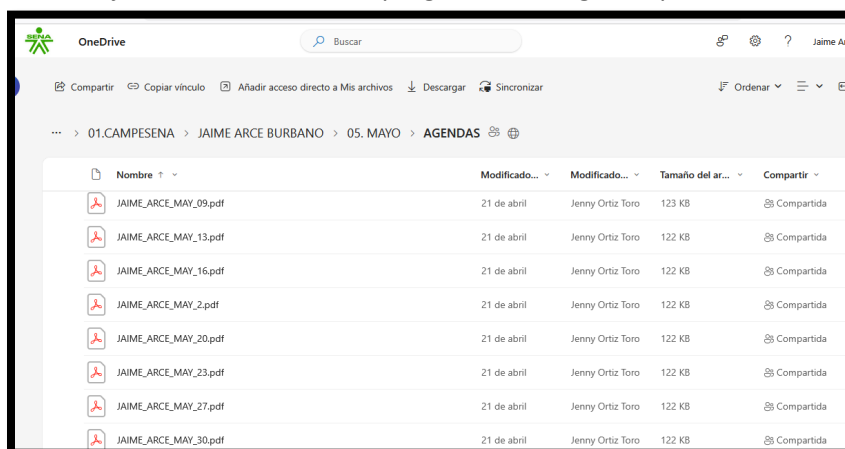 SENA
OneDrive
Buscar
?
Jaime Ar
Compartir
Copiar vínculo
Añadir acceso directo a Mis archivos
Descargar
Sincronizar
Ordenar
... > 01.CAMPESENA > JAIME ARCE BURBANO > 05. MAYO > AGENDAS
Nombre ↑ Modificado... Modificado... Tamaño del ar... Compartir
JAIME_ARCE_MAY_09.pdf 21 de abril Jenny Ortiz Toro 123 KB Compartida
JAIME_ARCE_MAY_13.pdf 21 de abril Jenny Ortiz Toro 122 KB Compartida
JAIME_ARCE_MAY_16.pdf 21 de abril Jenny Ortiz Toro 122 KB Compartida
JAIME_ARCE_MAY_2.pdf 21 de abril Jenny Ortiz Toro 122 KB Compartida
JAIME_ARCE_MAY_20.pdf 21 de abril Jenny Ortiz Toro 122 KB Compartida
JAIME_ARCE_MAY_23.pdf 21 de abril Jenny Ortiz Toro 122 KB Compartida
JAIME_ARCE_MAY_27.pdf 21 de abril Jenny Ortiz Toro 122 KB Compartida
JAIME_ARCE_MAY_30.pdf 21 de abril Jenny Ortiz Toro 122 KB Compartida